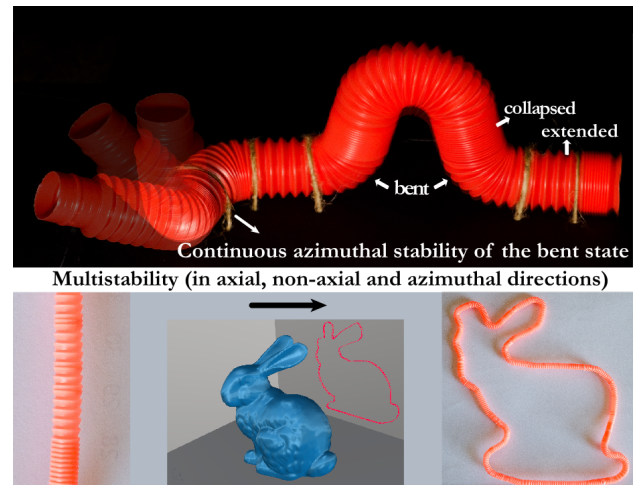 collapsed
extended
bent
Continuous azimuthal stability of the bent state
Multistability (in axial, non-axial and azimuthal directions)